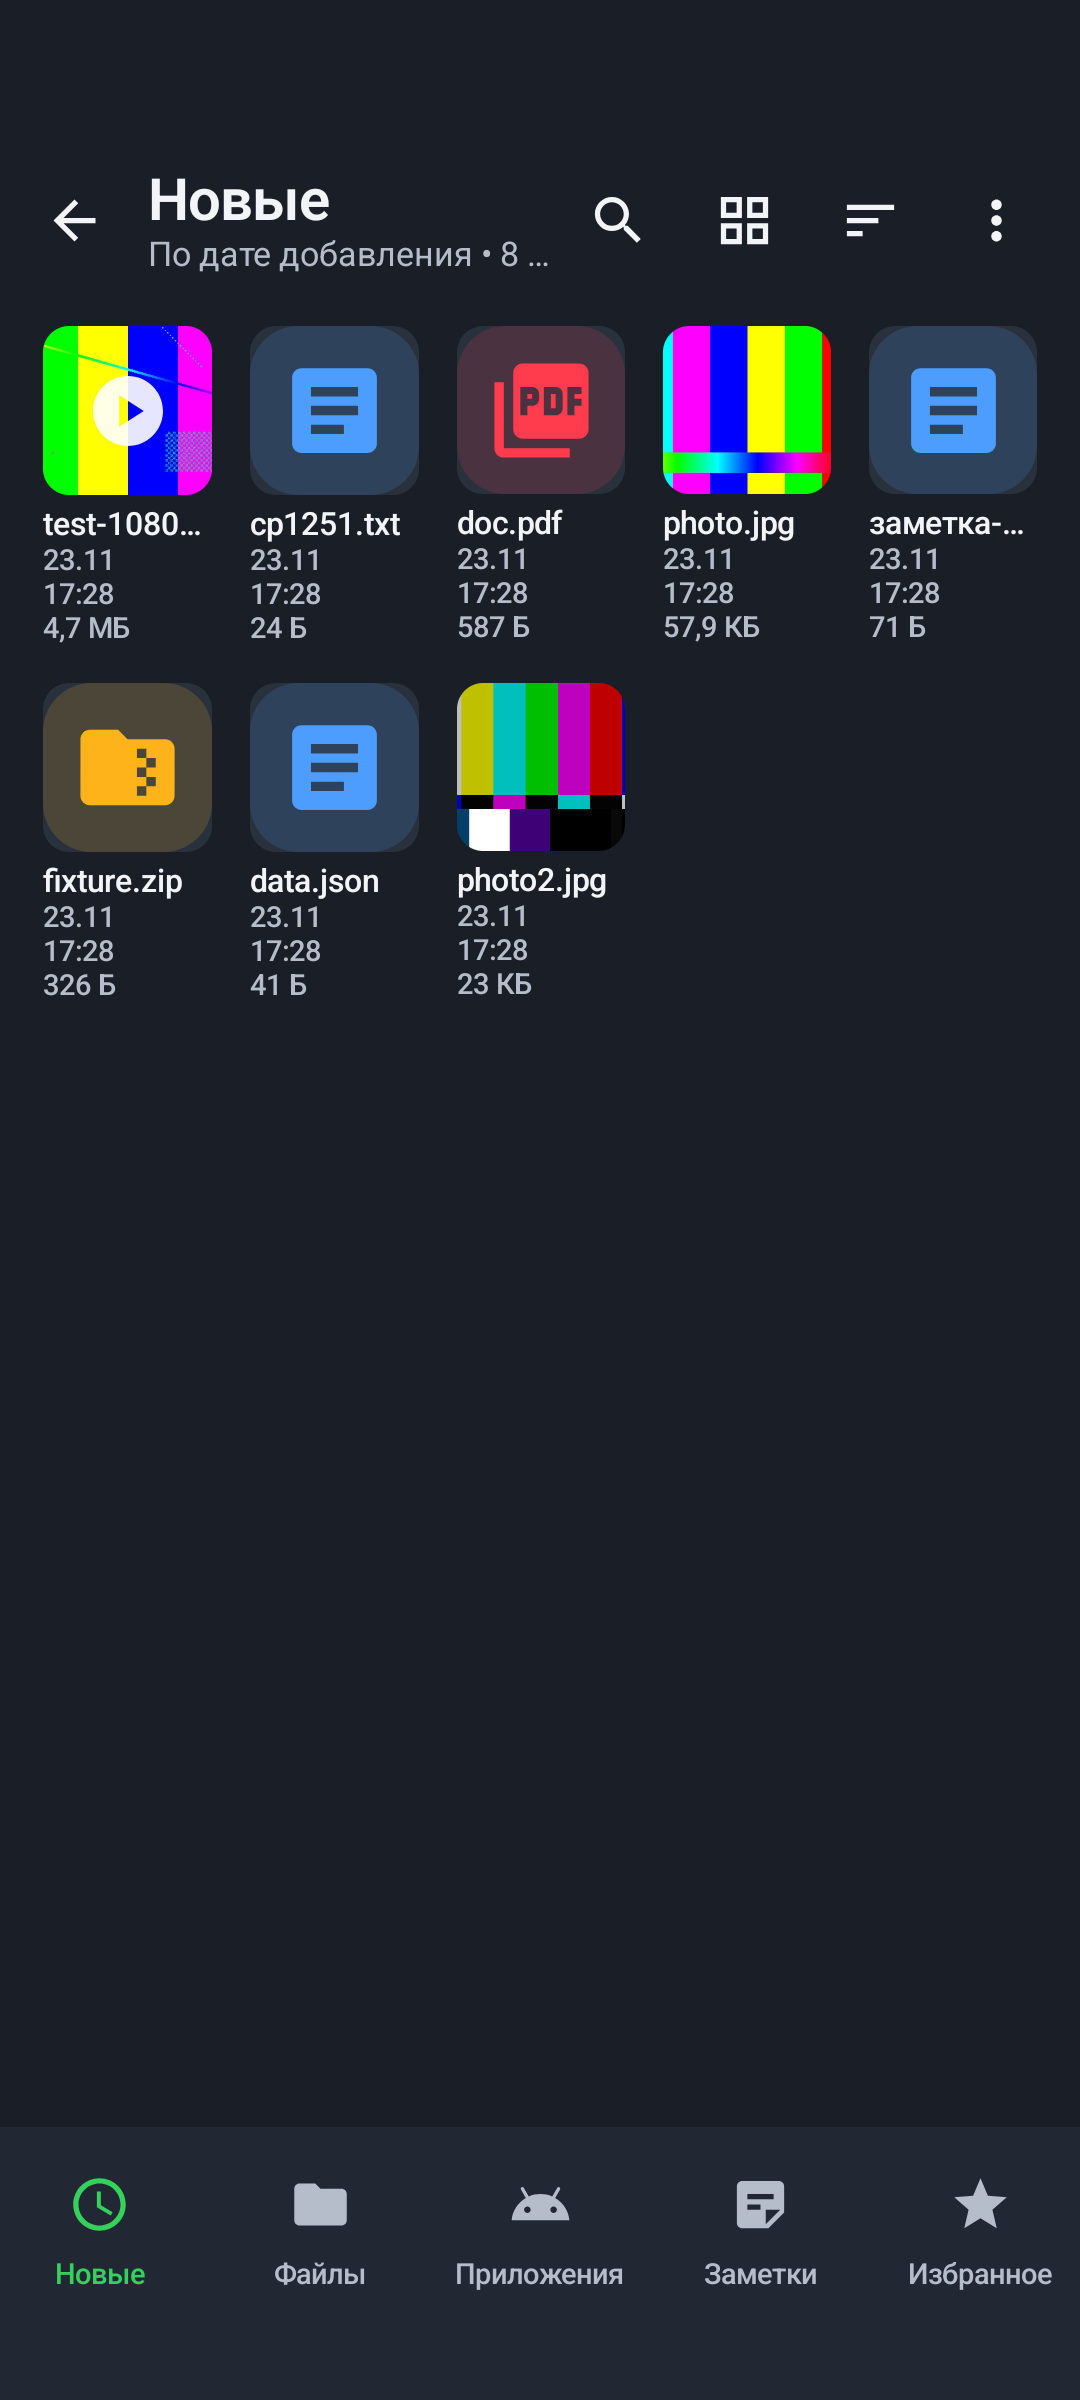 Новые
По дате добавления • 8 ...
test-1080...
23.11
17:28
4,7 МБ
cp1251.txt
23.11
17:28
24 Б
PDF
doc.pdf
23.11
17:28
587 Б
photo.jpg
23.11
17:28
57,9 КБ
заметка-...
23.11
17:28
71 Б
fixture.zip
23.11
17:28
326 Б
data.json
23.11
17:28
41 Б
photo2.jpg
23.11
17:28
23 КБ
Новые
Файлы
Приложения
Заметки
Избранное